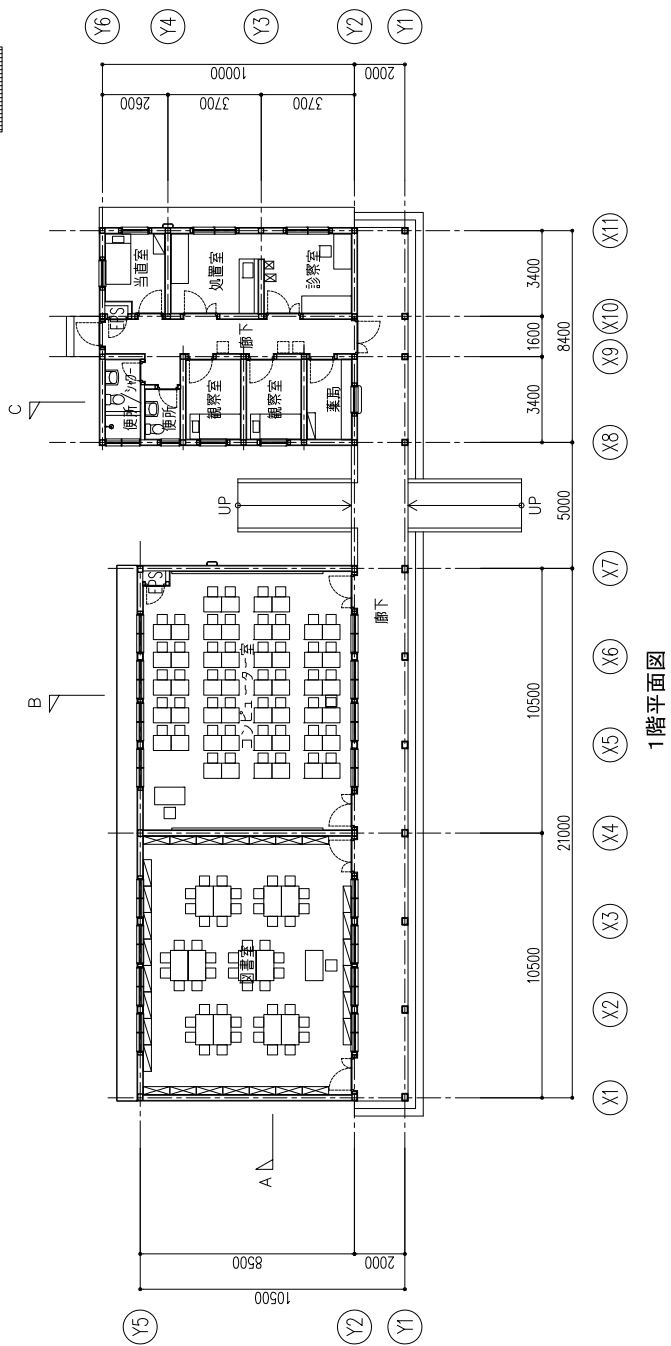 Y6
Y4
Y3
Y2
Y1
10000
2000
2600
3700
3700
当直室
処置室
診察室
EPS
廊下
シャワー
便所
便所
観察室
観察室
薬局
X11
X10
X9
X8
X7
X6
X5
X4
X3
X2
X1
3400
1600
3400
8400
5000
10500
10500
21000
C
B
A
UP
UP
EPS
コンピューター室
廊下
図書室
8500
2000
10500
Y5
Y2
Y1
1階平面図